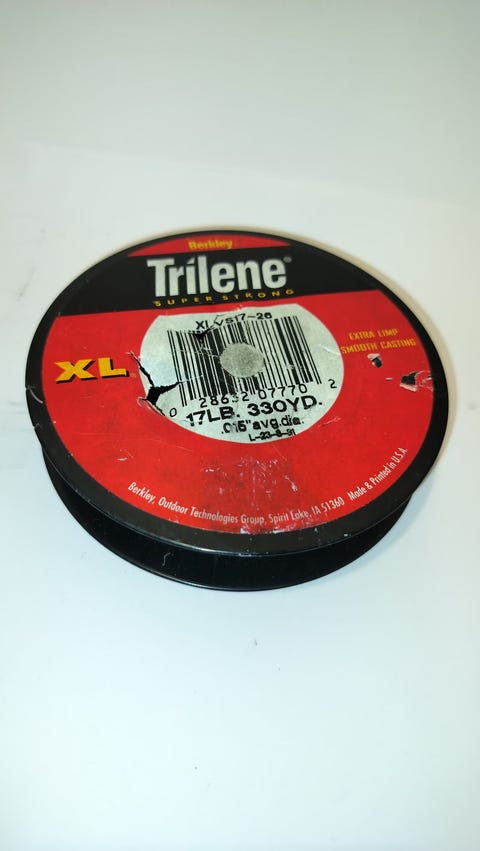 Berkley
Trilene®
SUPER STRONG
EXTRA LIMP
SMOOTH CASTING
XL
0 28632 07770 2
17LB. 330YD.
.015" avg.dia.
Berkley, Outdoor Technologies Group, Spirit Lake, IA 51360 Made & Printed in U.S.A.